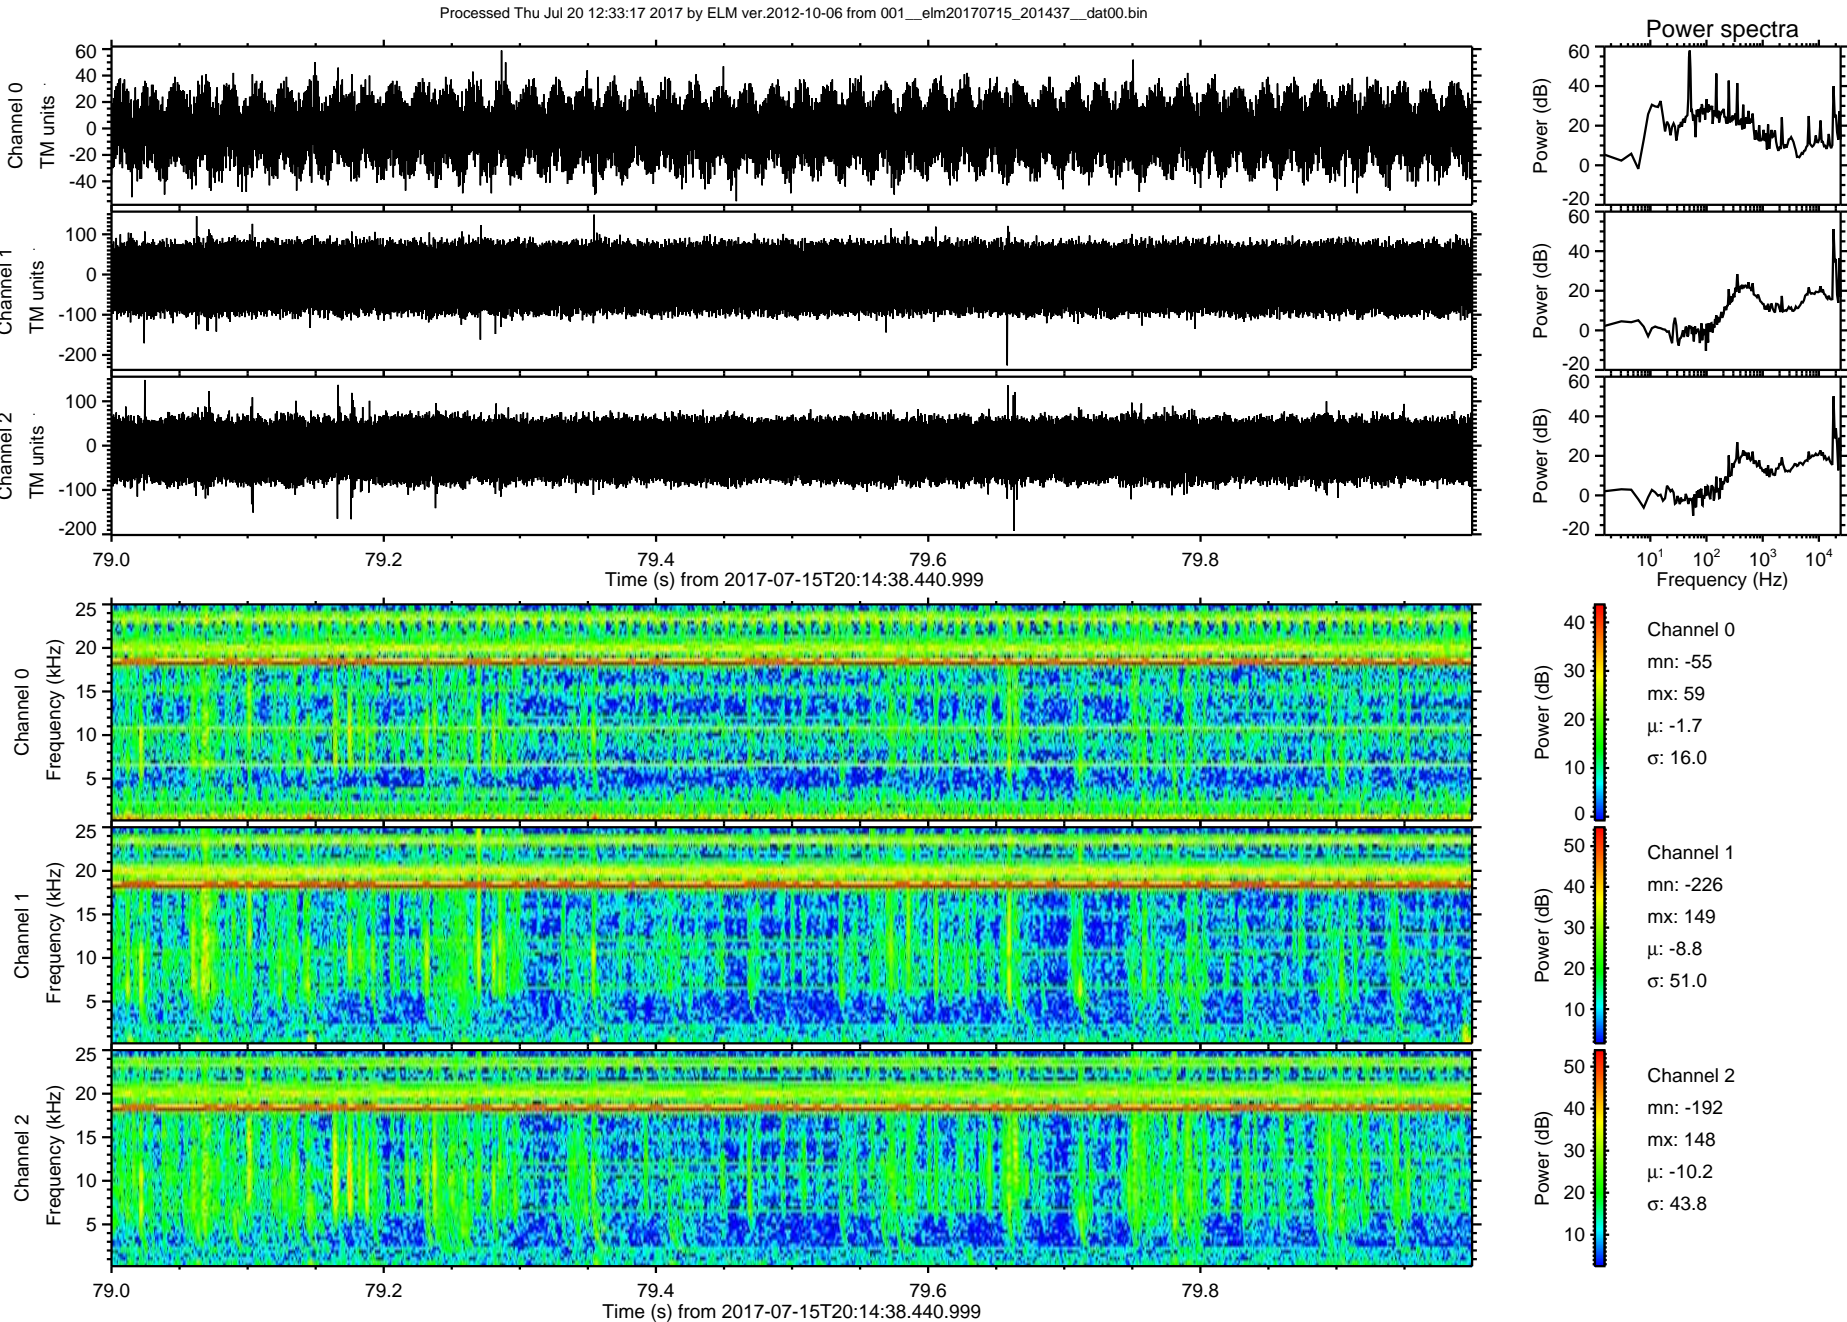 Processed Thu Jul 20 12:33:17 2017 by ELM ver.2012-10-06 from 001__elm20170715_201437__dat00.bin
Power spectra
Channel 0
TM units
60
40
20
0
-20
-40
Power (dB)
60
40
20
0
-20
Channel 1
TM units
100
0
-100
-200
Power (dB)
60
40
20
0
-20
Channel 2
TM units
100
0
-100
-200
Power (dB)
60
40
20
0
-20
79.0 79.2 79.4 79.6 79.8
Time (s) from 2017-07-15T20:14:38.440.999
10^1 10^2 10^3 10^4
Frequency (Hz)
Channel 0
Frequency (kHz)
25
20
15
10
5
Power (dB)
40
30
20
10
0
Channel 0
mn: -55
mx: 59
μ: -1.7
σ: 16.0
Channel 1
Frequency (kHz)
25
20
15
10
5
Power (dB)
50
40
30
20
10
Channel 1
mn: -226
mx: 149
μ: -8.8
σ: 51.0
Channel 2
Frequency (kHz)
25
20
15
10
5
Power (dB)
50
40
30
20
10
Channel 2
mn: -192
mx: 148
μ: -10.2
σ: 43.8
79.0 79.2 79.4 79.6 79.8
Time (s) from 2017-07-15T20:14:38.440.999